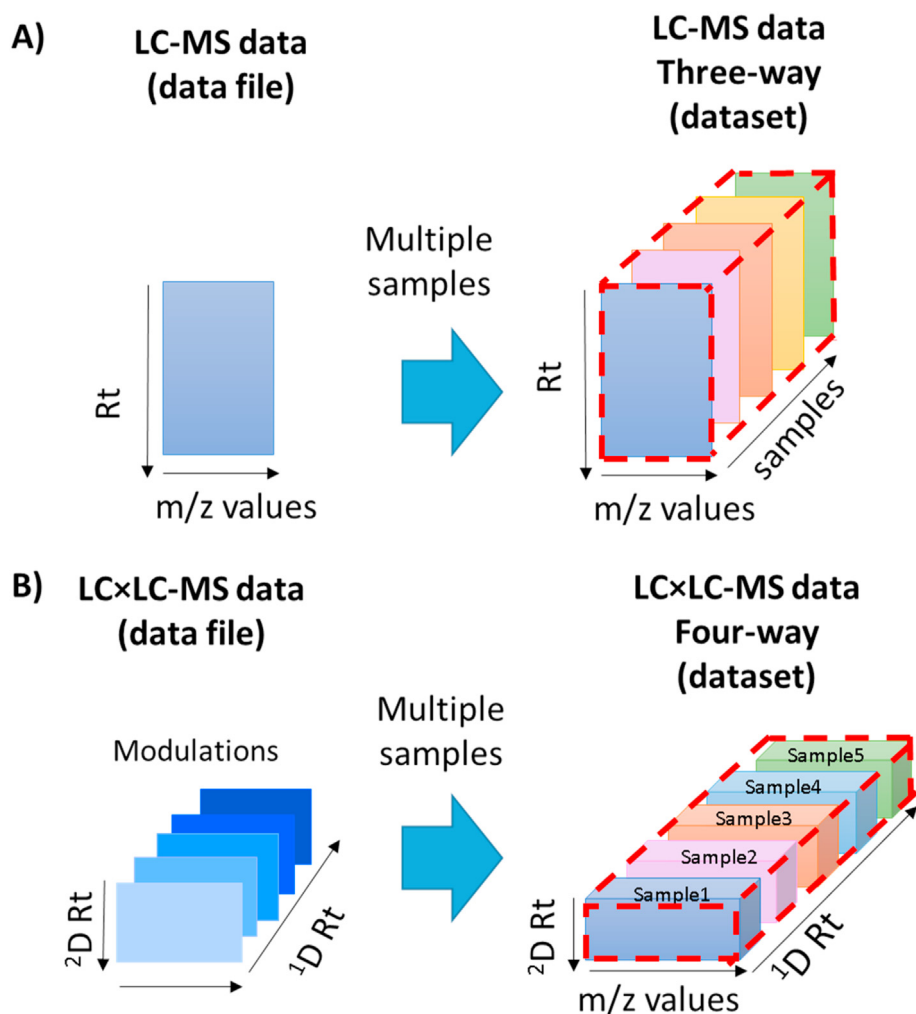 A)
LC-MS data
(data file)
LC-MS data
Three-way
(dataset)
Multiple
samples
Rt
m/z values
Rt
m/z values
samples
B)
LC×LC-MS data
(data file)
LC×LC-MS data
Four-way
(dataset)
Modulations
Multiple
samples
²D Rt
¹D Rt
Sample5
Sample4
Sample3
Sample2
Sample1
²D Rt
m/z values
¹D Rt